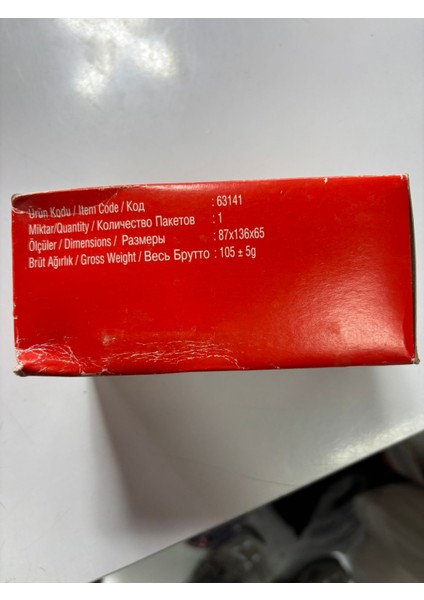 Ürün Kodu / Item Code / Код : 63141
Miktar/Quantity / Количество Пакетов : 1
Ölçüler / Dimensions / Размеры : 87x136x65
Brüt Ağırlık / Gross Weight / Весь Брутто : 105 ± 5g